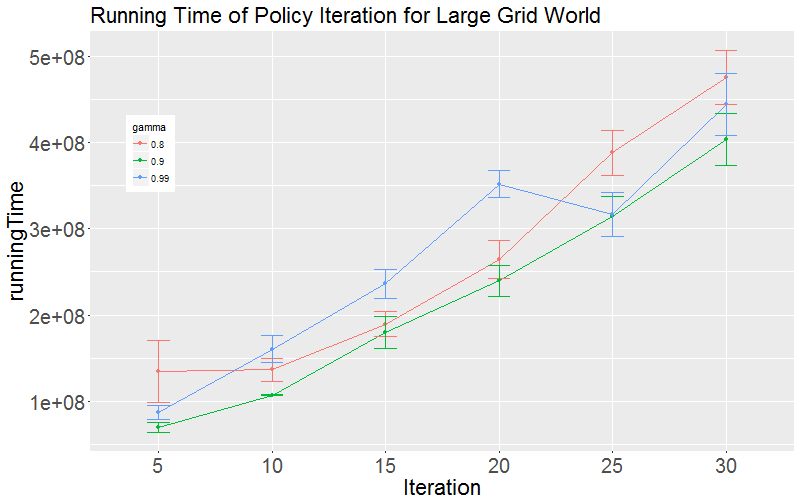 Running Time of Policy Iteration for Large Grid World
5e+08
4e+08
3e+08
2e+08
1e+08
runningTime
gamma
0.8
0.9
0.99
5 10 15 20 25 30
Iteration